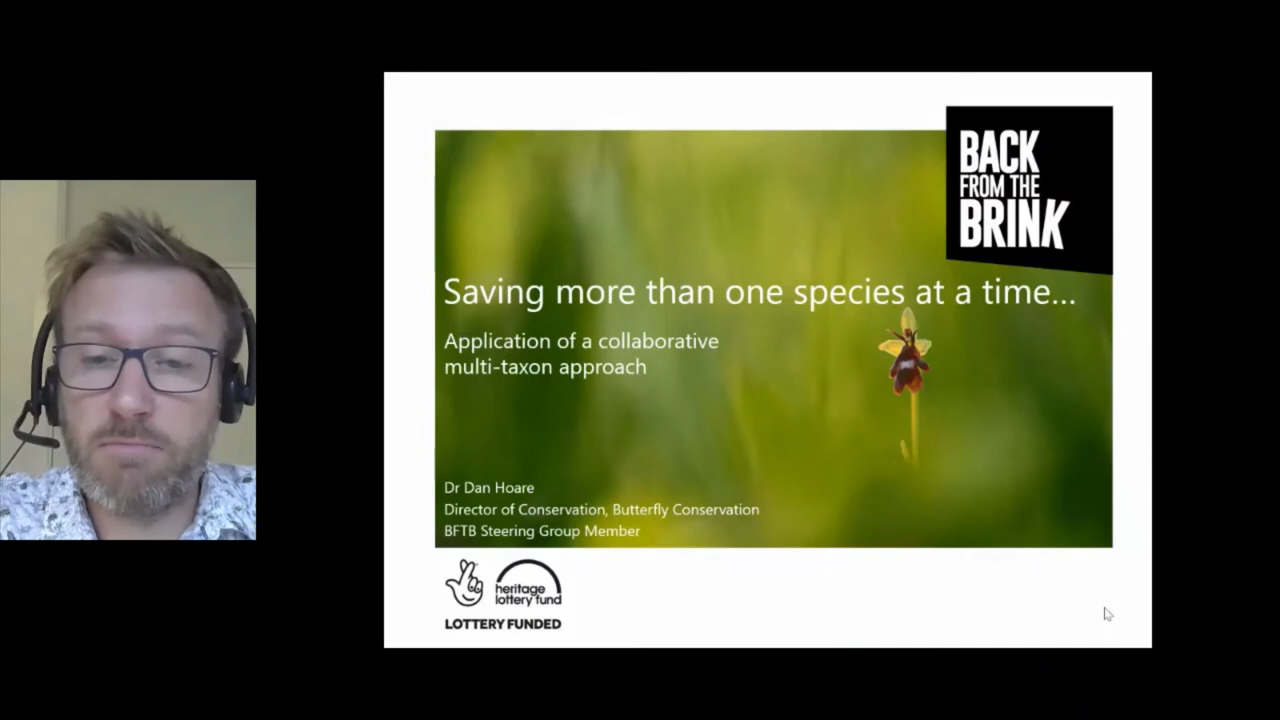 BACK
FROM THE
BRINK
Saving more than one species at a time...
Application of a collaborative
multi-taxon approach
Dr Dan Hoare
Director of Conservation, Butterfly Conservation
BFTB Steering Group Member
heritage
lottery fund
LOTTERY FUNDED